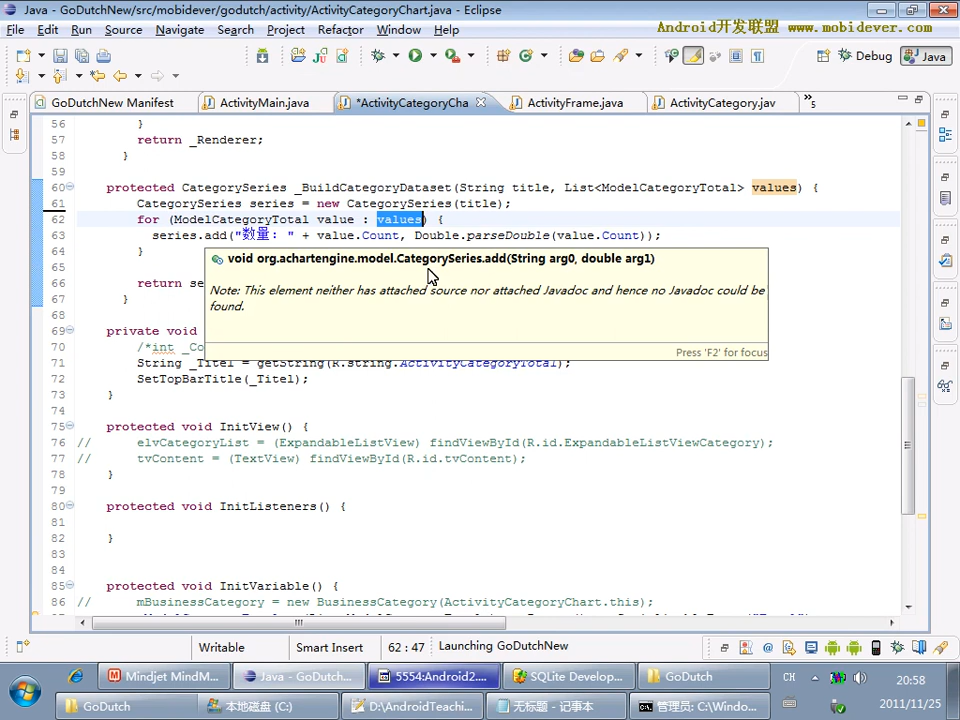 Java - GoDutchNew/src/mobidever/godutch/activity/ActivityCategoryChart.java - Eclipse
File Edit Run Source Navigate Search Project Refactor Window Help
Android开发联盟 www.mobidever.com
Debug Java
GoDutchNew Manifest ActivityMain.java *ActivityCategoryCha ActivityFrame.java ActivityCategory.jav »5
56 }
57 return _Renderer;
58 }
59
60 protected CategorySeries _BuildCategoryDataset(String title, List<ModelCategoryTotal> values) {
61 CategorySeries series = new CategorySeries(title);
62 for (ModelCategoryTotal value : values) {
63 series.add("数量: " + value.Count, Double.parseDouble(value.Count));
64 }
65
66 return se
67 }
68
69 private void
70 /*int _Co
71 String _Titel = getString(R.string.ActivityCategoryTotal);
72 SetTopBarTitle(_Titel);
73 }
74
75 protected void InitView() {
76 // elvCategoryList = (ExpandableListView) findViewById(R.id.ExpandableListViewCategory);
77 // tvContent = (TextView) findViewById(R.id.tvContent);
78 }
79
80 protected void InitListeners() {
81
82 }
83
84
85 protected void InitVariable() {
86 // mBusinessCategory = new BusinessCategory(ActivityCategoryChart.this);
void org.achartengine.model.CategorySeries.add(String arg0, double arg1)
Note: This element neither has attached source nor attached Javadoc and hence no Javadoc could be
found.
Press 'F2' for focus
Writable Smart Insert 62 : 47 Launching GoDutchNew
Mindjet MindM... Java - GoDutch... 5554:Android2.... SQLite Develop... GoDutch CH 20:58
GoDutch 本地磁盘 (C:) D:\AndroidTeachi... 无标题 - 记事本 管理员: C:\Windo... 2011/11/25